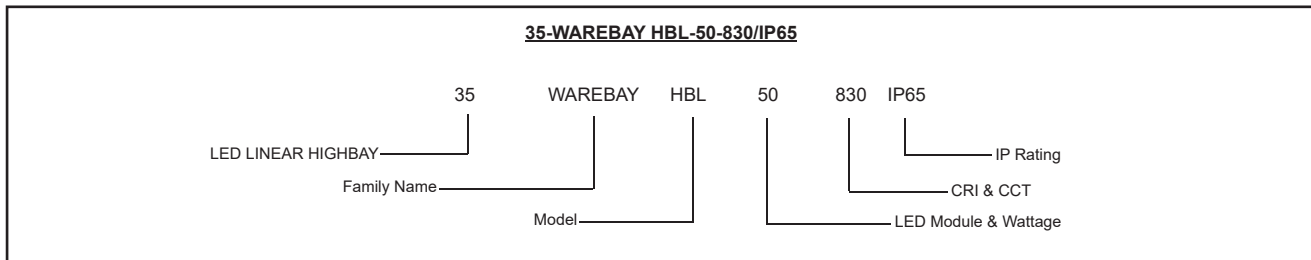 35-WAREBAY HBL-50-830/IP65
35 WAREBAY HBL 50 830 IP65
LED LINEAR HIGHBAY IP Rating
Family Name CRI & CCT
Model LED Module & Wattage